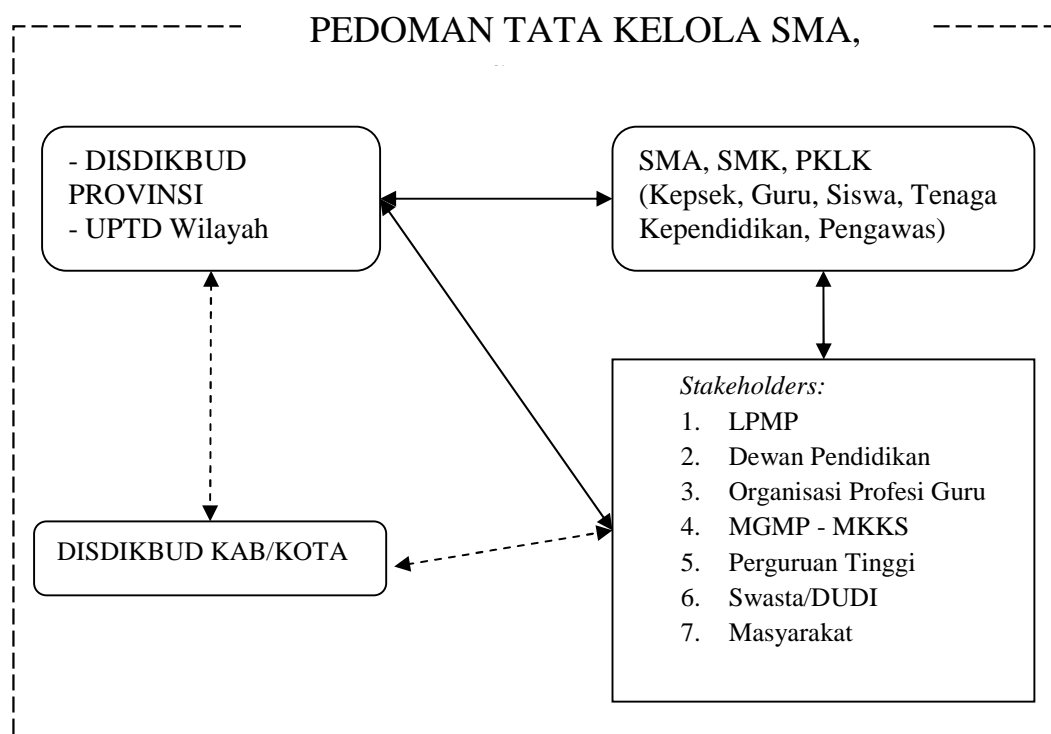 PEDOMAN TATA KELOLA SMA,
- DISDIKBUD
PROVINSI
- UPTD Wilayah
SMA, SMK, PKLK
(Kepsek, Guru, Siswa, Tenaga
Kependidikan, Pengawas)
Stakeholders:
1. LPMP
2. Dewan Pendidikan
3. Organisasi Profesi Guru
4. MGMP - MKKS
5. Perguruan Tinggi
6. Swasta/DUDI
7. Masyarakat
DISDIKBUD KAB/KOTA